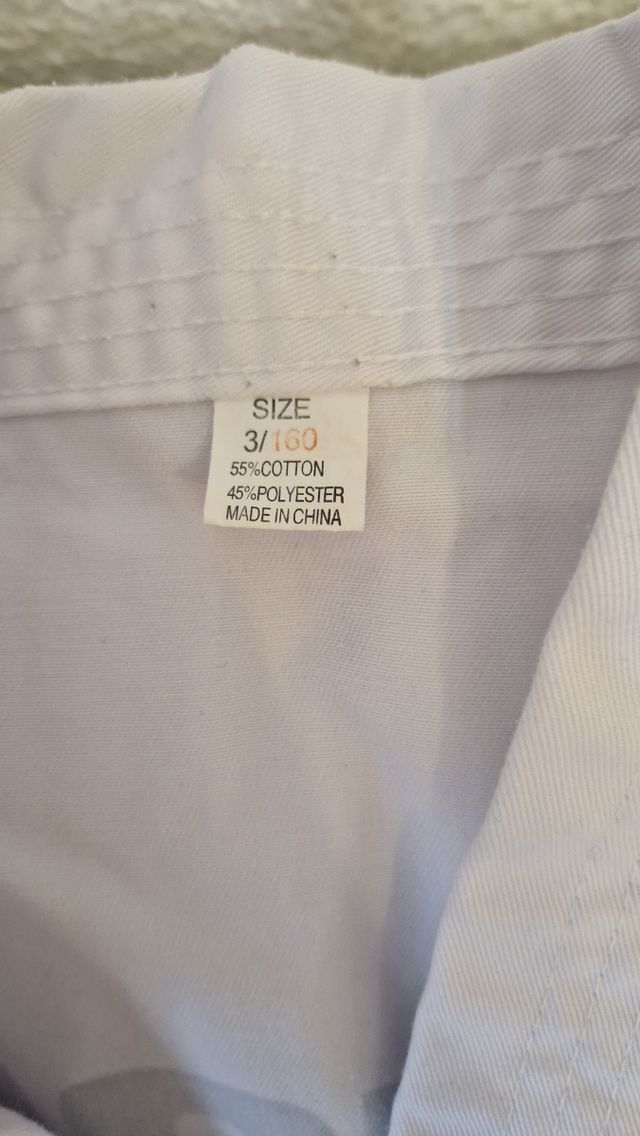 SIZE
3/160
55%COTTON
45%POLYESTER
MADE IN CHINA